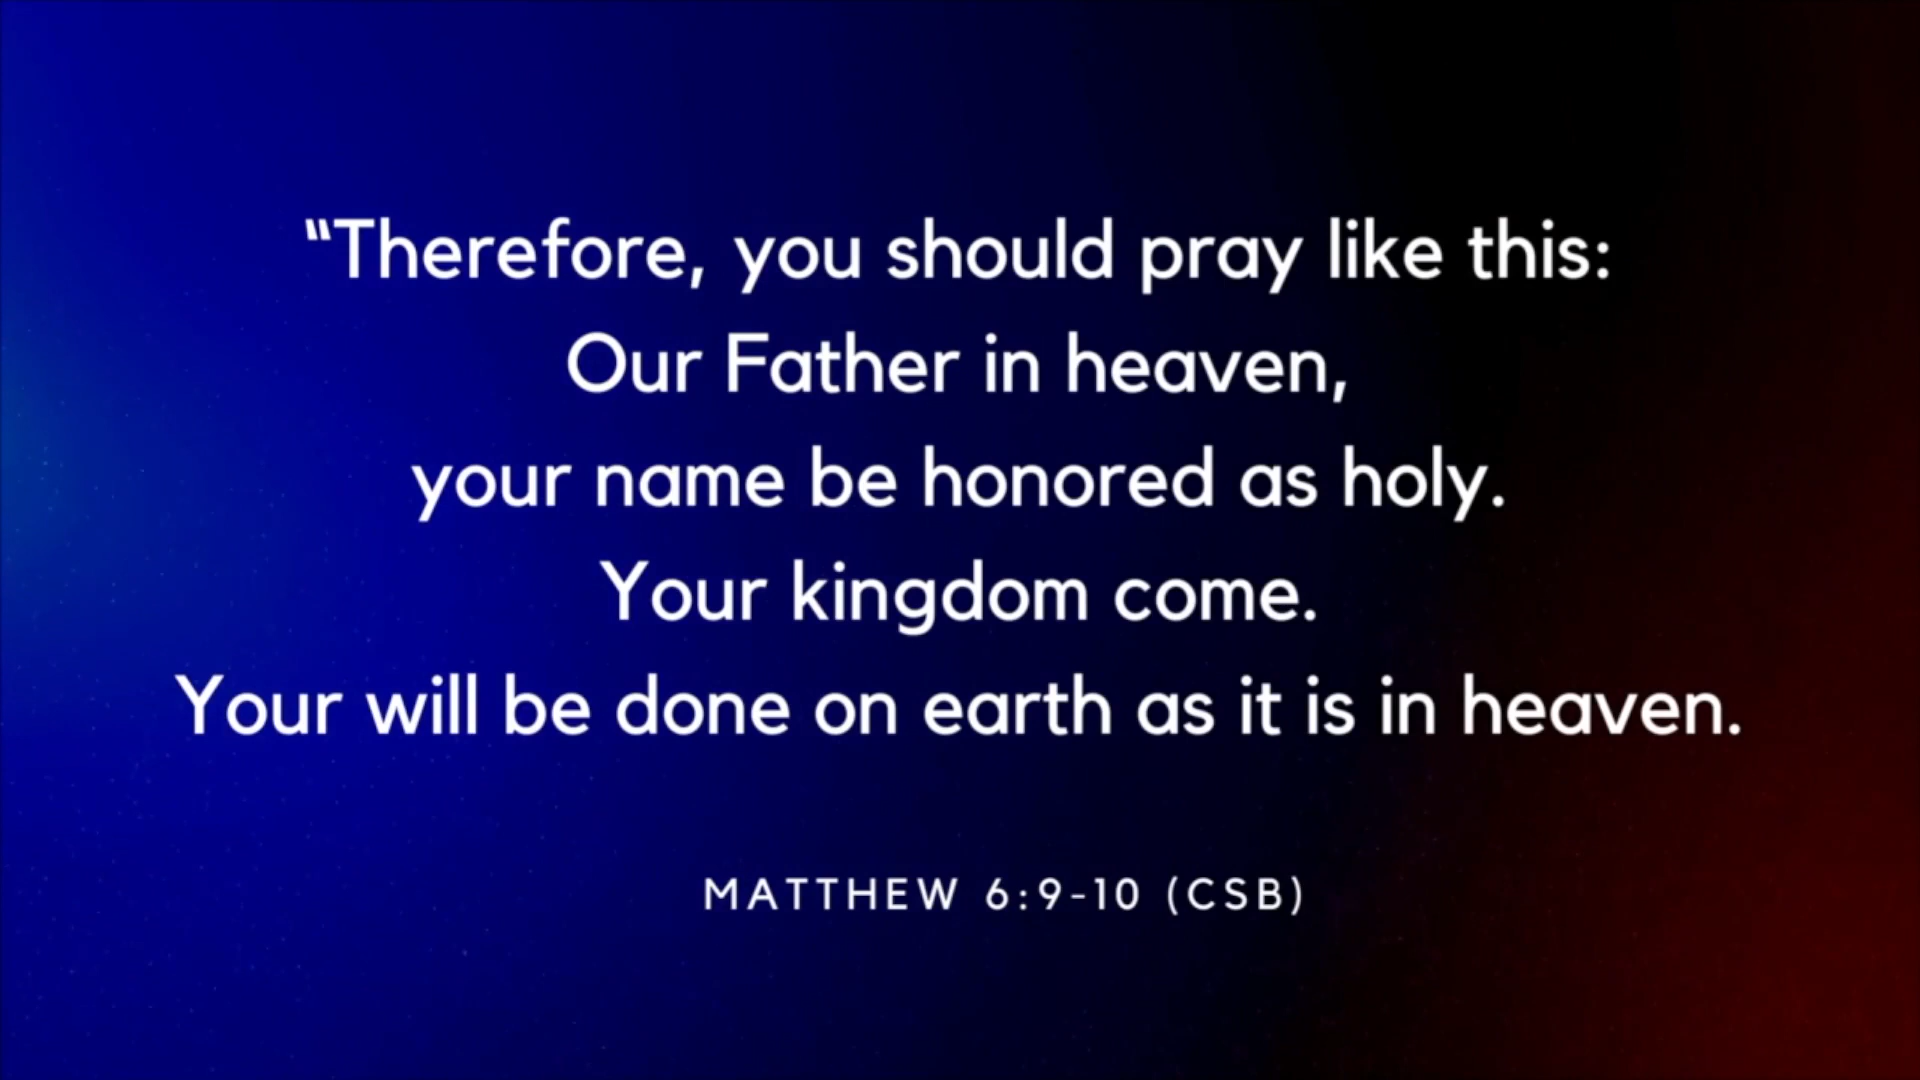 “Therefore, you should pray like this:
Our Father in heaven,
your name be honored as holy.
Your kingdom come.
Your will be done on earth as it is in heaven.
MATTHEW 6:9-10 (CSB)